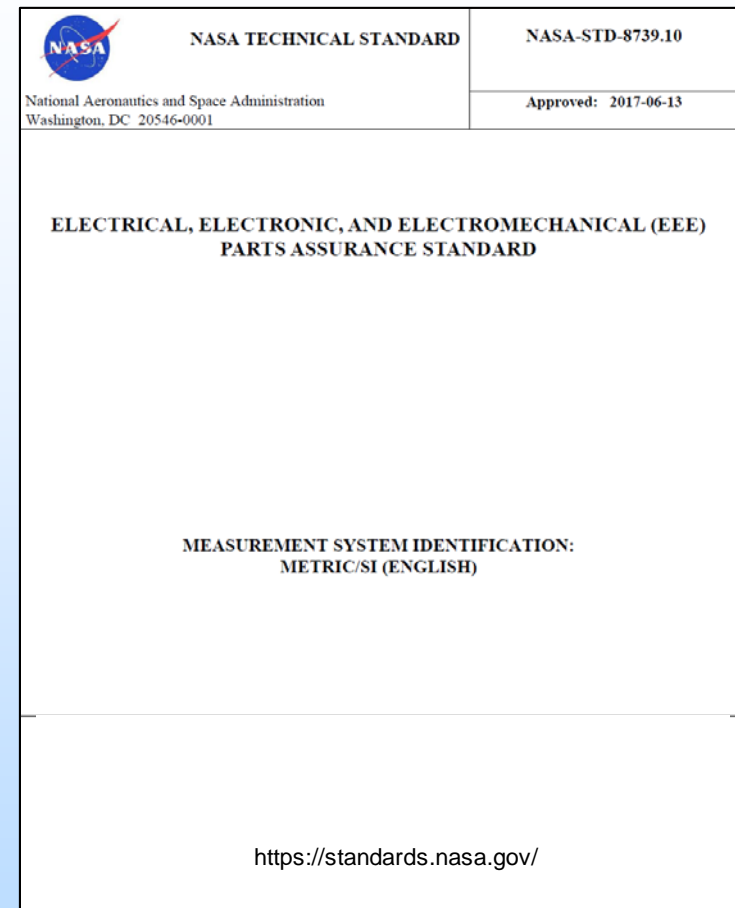 NASA
NASA TECHNICAL STANDARD
NASA-STD-8739.10
National Aeronautics and Space Administration
Washington, DC 20546-0001
Approved: 2017-06-13
ELECTRICAL, ELECTRONIC, AND ELECTROMECHANICAL (EEE)
PARTS ASSURANCE STANDARD
MEASUREMENT SYSTEM IDENTIFICATION:
METRIC/SI (ENGLISH)
https://standards.nasa.gov/